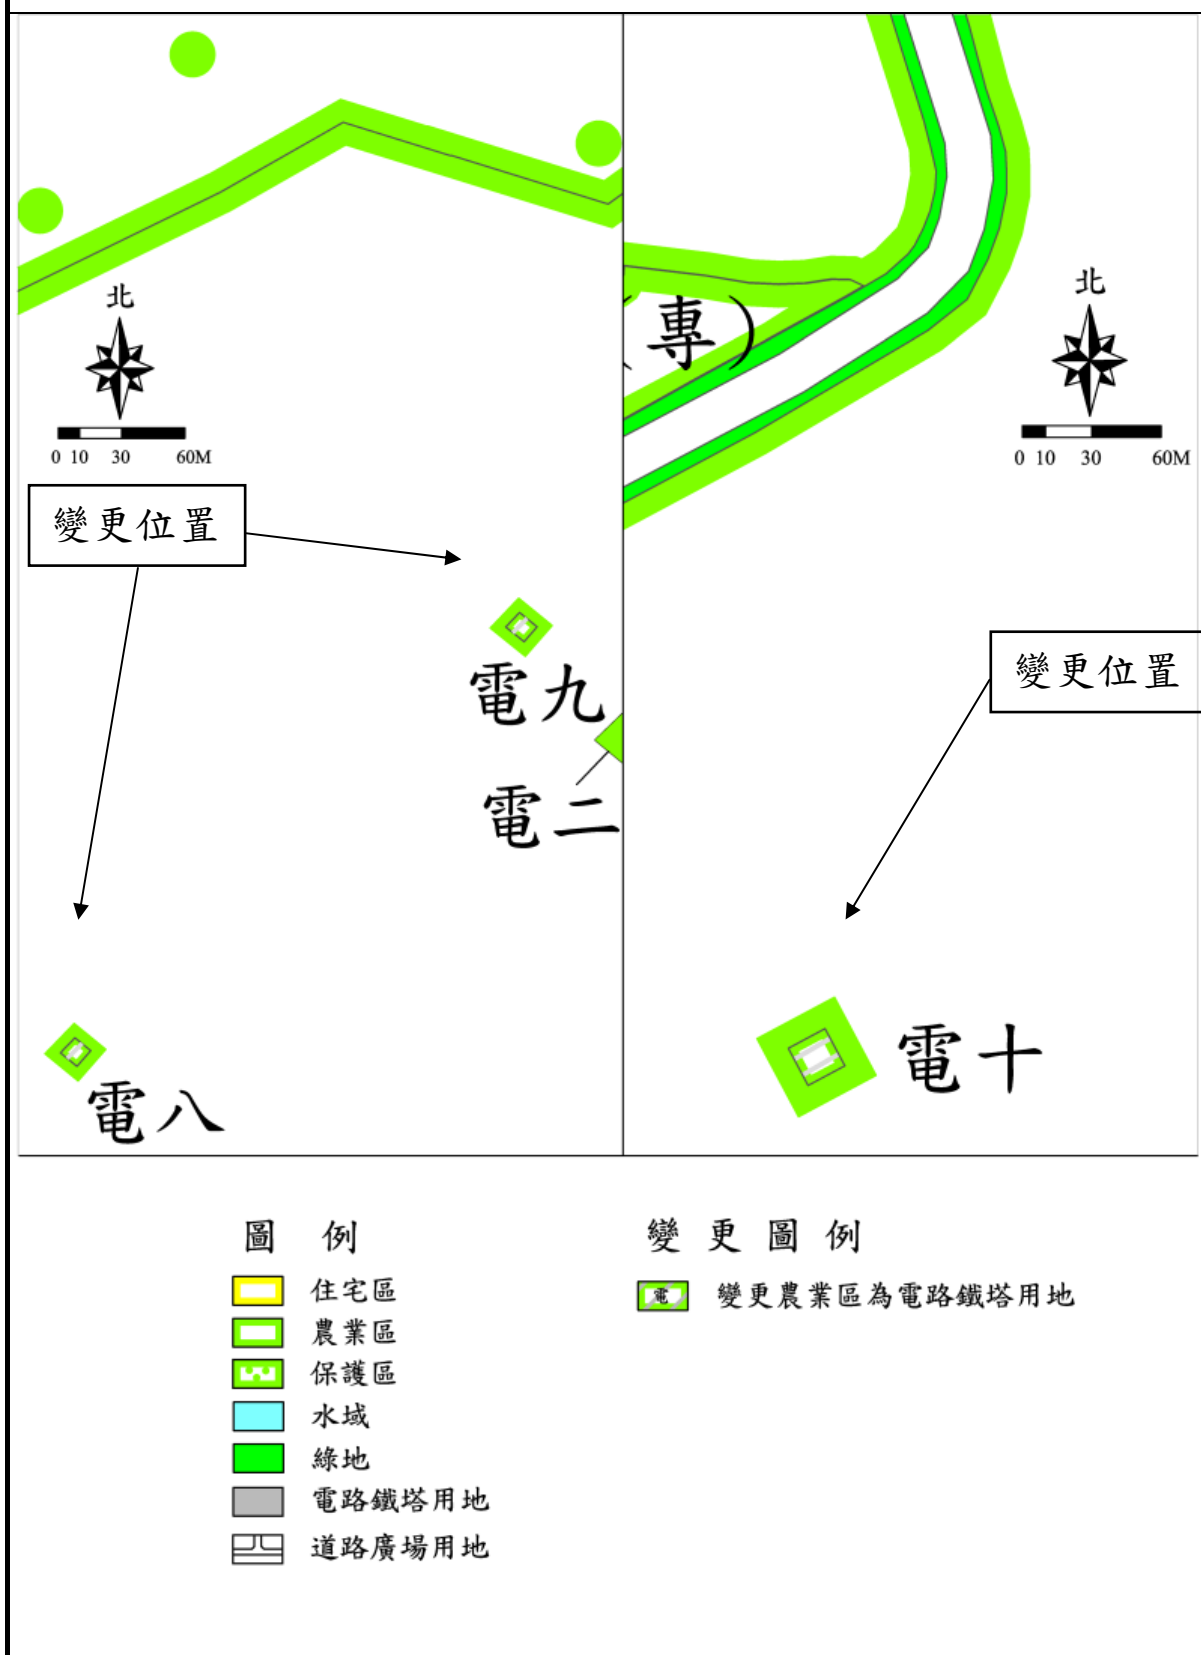 北
0 10 30 60M
變更位置
電九
電二
電八
(專)
北
0 10 30 60M
變更位置
電十
圖例
住宅區
農業區
保護區
水域
綠地
電路鐵塔用地
道路廣場用地
變更圖例
電 變更農業區為電路鐵塔用地